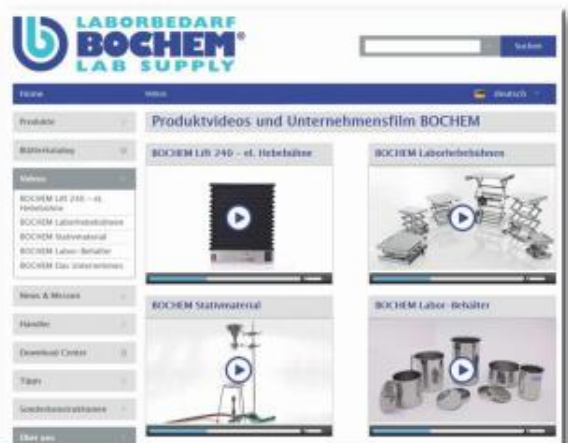 LABORBEDARF
BOCHEM®
LAB SUPPLY
Suchen
Home
Videos
deutsch
Produkte
Blätterkatalog
Videos
BOCHEM Lift 240 - el.
Hebebühne
BOCHEM Laborhebebühnen
BOCHEM Stativmaterial
BOCHEM Labor-Behälter
BOCHEM Das Unternehmen
News & Messen
Händler
Download Center
Tipps
Sonderkonstruktionen
Über uns
Produktvideos und Unternehmensfilm BOCHEM
BOCHEM Lift 240 - el. Hebebühne
BOCHEM Laborhebebühnen
BOCHEM Stativmaterial
BOCHEM Labor-Behälter